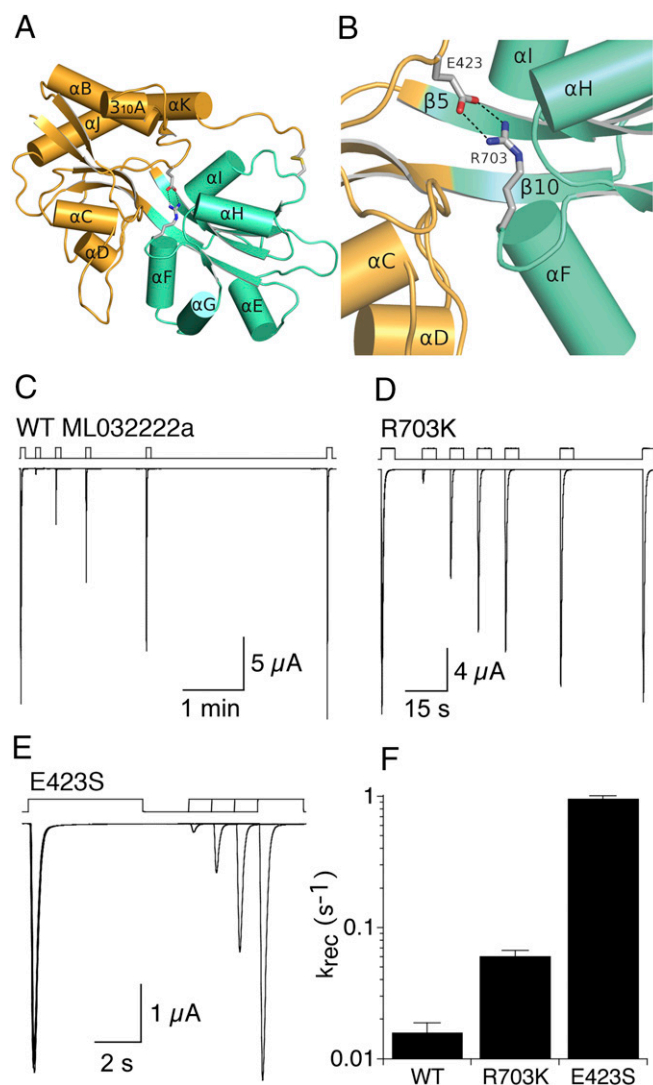 A
αB
3₁₀A
αK
αJ
αI
αC
αH
αD
αF
αG
αE
B
E423
αI
β5
αH
R703
β10
αC
αF
αD
C
WT ML032222a
5 μA
1 min
D
R703K
4 μA
15 s
E
E423S
1 μA
2 s
F
k_rec (s⁻¹)
1
0.1
0.01
WT
R703K
E423S